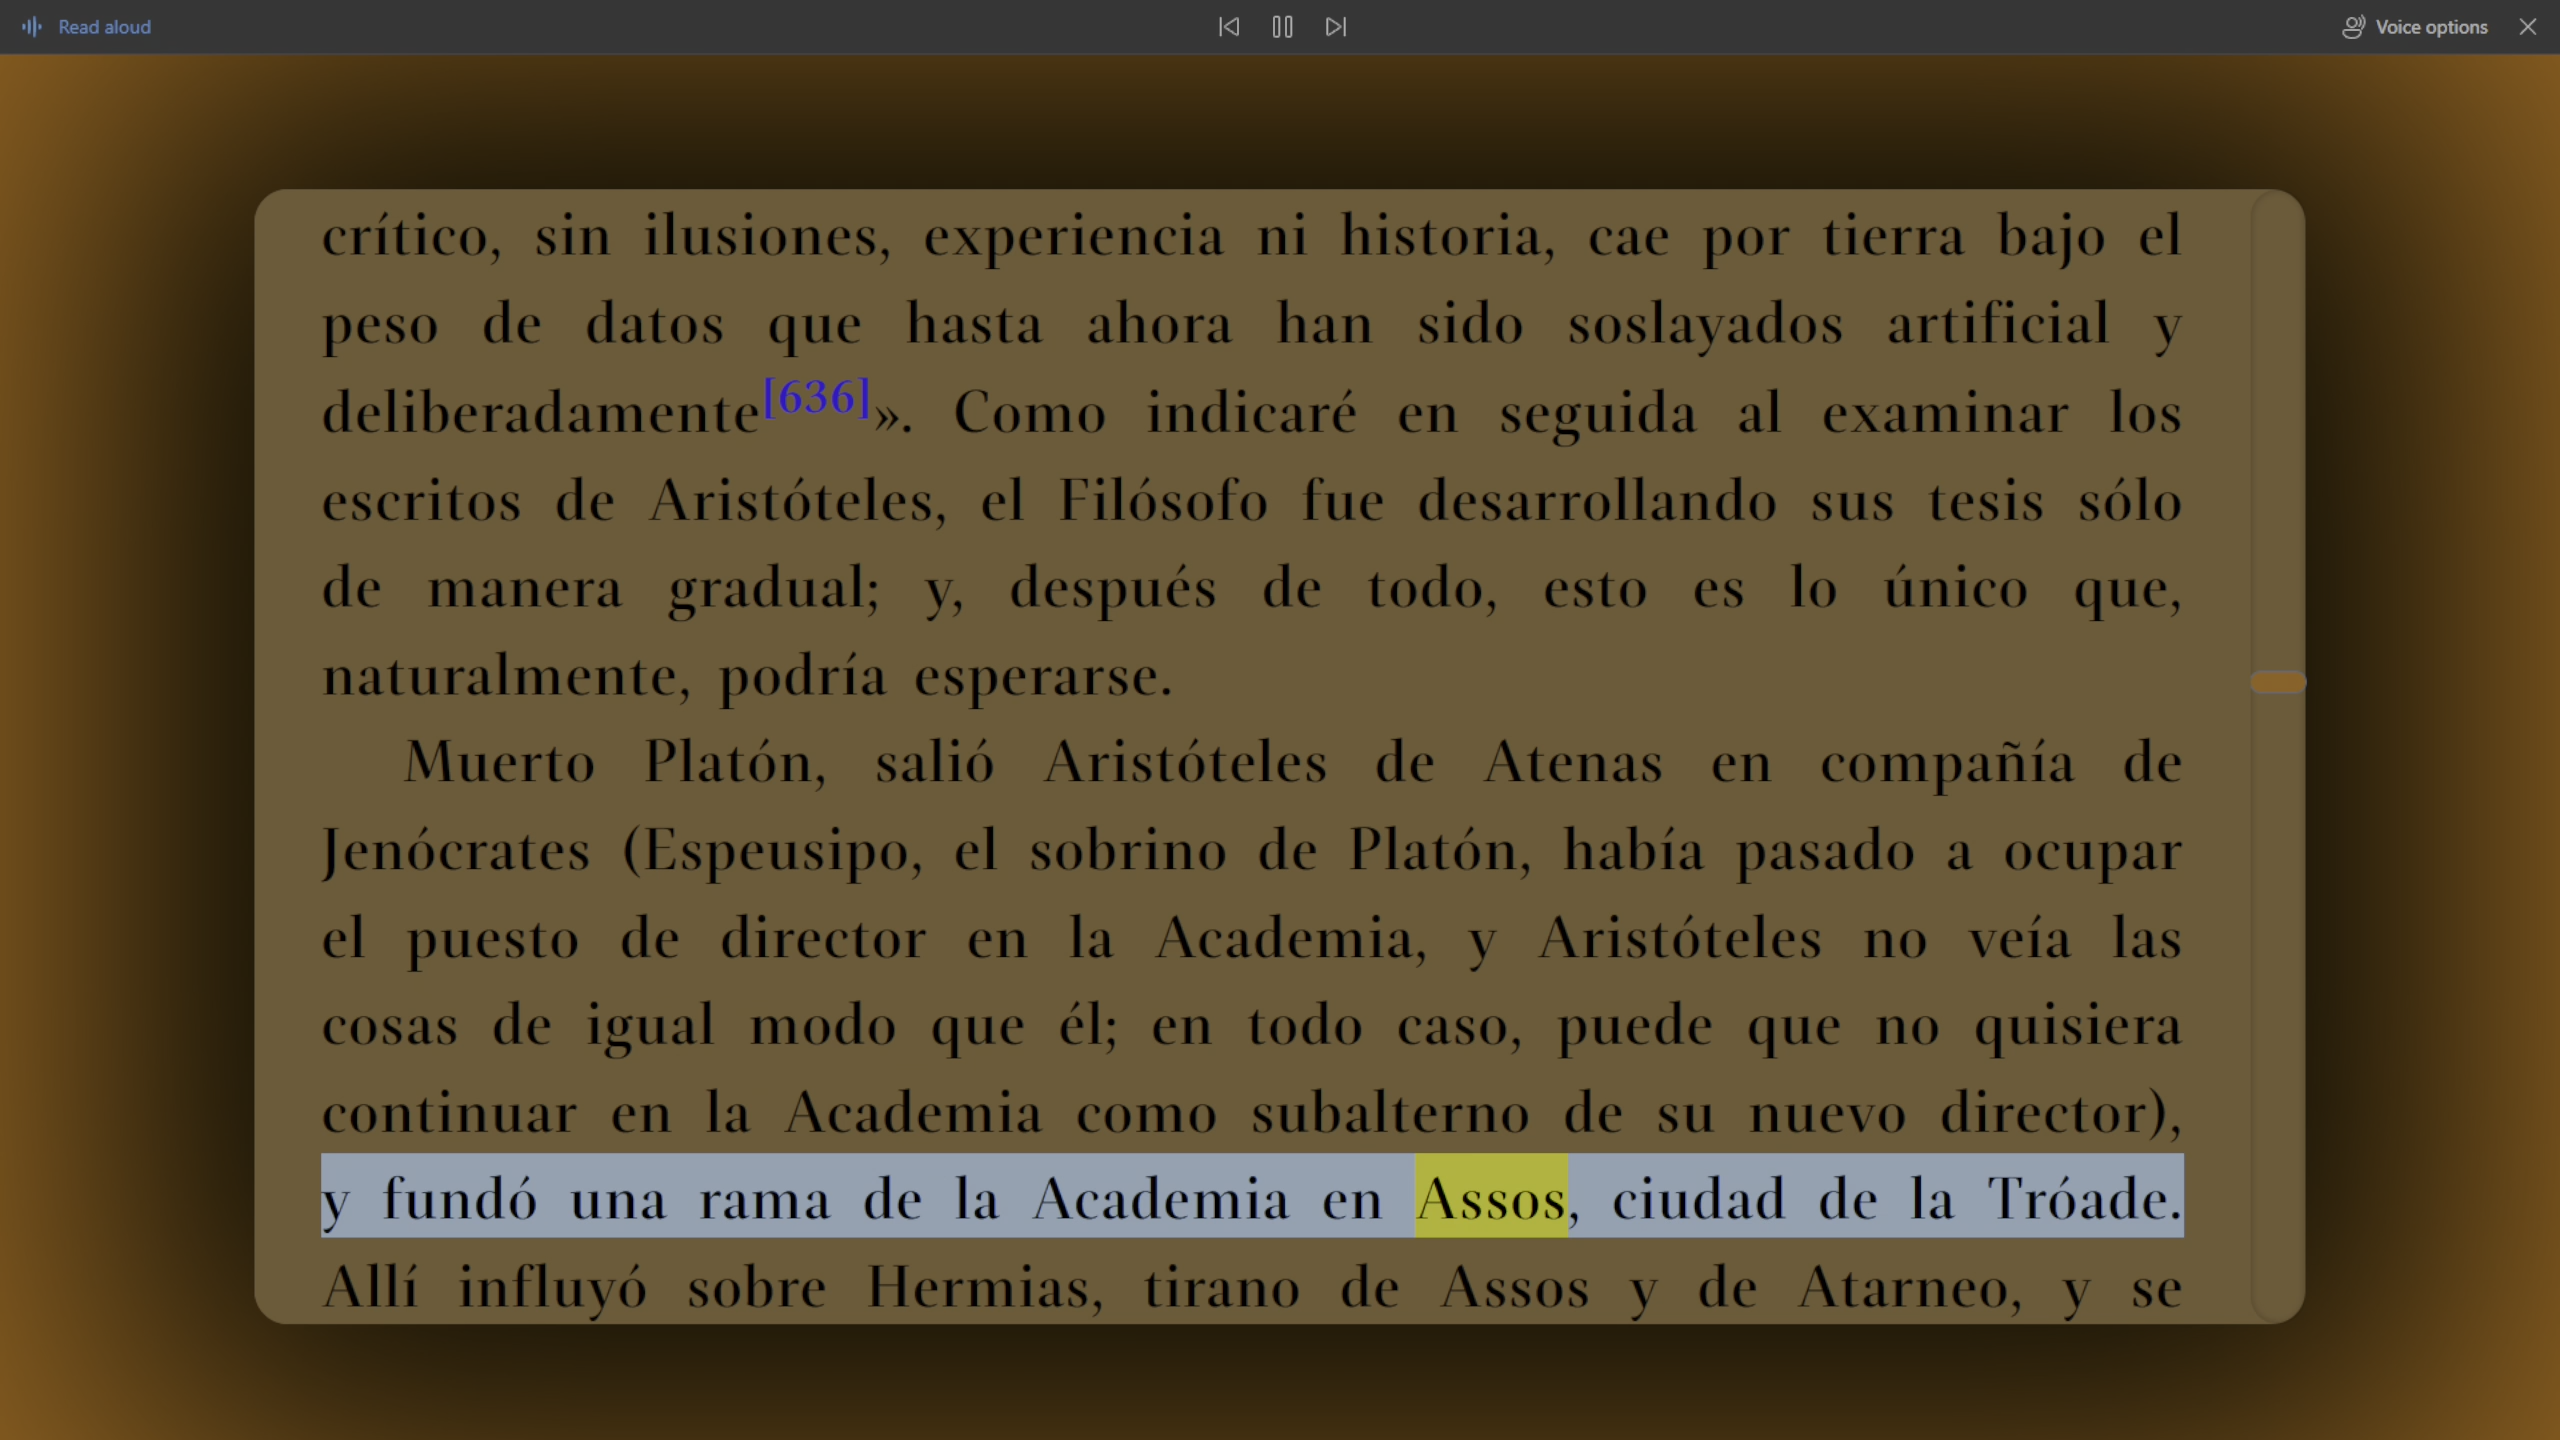 Read aloud
Voice options
crítico, sin ilusiones, experiencia ni historia, cae por tierra bajo el
peso de datos que hasta ahora han sido soslayados artificial y
deliberadamente[636]». Como indicaré en seguida al examinar los
escritos de Aristóteles, el Filósofo fue desarrollando sus tesis sólo
de manera gradual; y, después de todo, esto es lo único que,
naturalmente, podría esperarse.
Muerto Platón, salió Aristóteles de Atenas en compañía de
Jenócrates (Espeusipo, el sobrino de Platón, había pasado a ocupar
el puesto de director en la Academia, y Aristóteles no veía las
cosas de igual modo que él; en todo caso, puede que no quisiera
continuar en la Academia como subalterno de su nuevo director),
y fundó una rama de la Academia en Assos, ciudad de la Tróade.
Allí influyó sobre Hermias, tirano de Assos y de Atarneo, y se